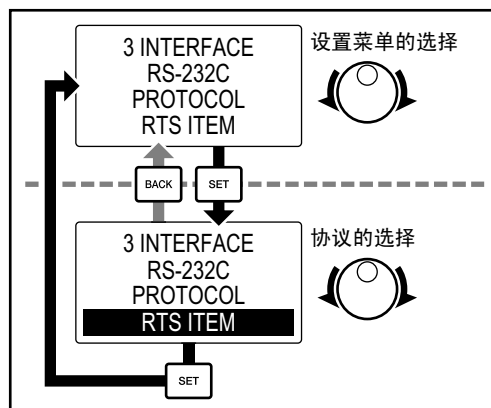 3 INTERFACE
RS-232C
PROTOCOL
RTS ITEM
设置菜单的选择
BACK
SET
3 INTERFACE
RS-232C
PROTOCOL
RTS ITEM
协议的选择
SET